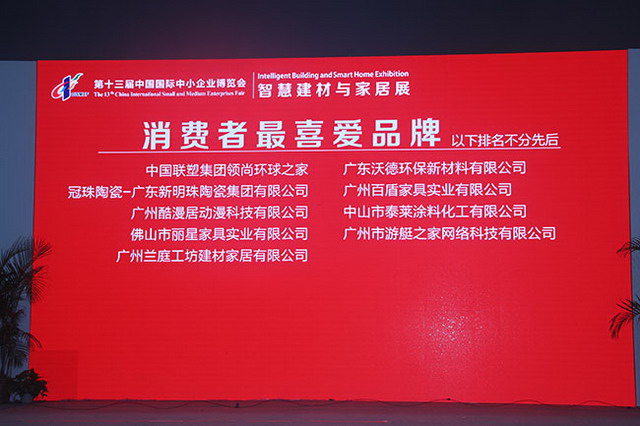 第十三届中国国际中小企业博览会
The 13th China International Small and Medium Enterprises Fair
Intelligent Building and Smart Home Exhibition
智慧建材与家居展
消费者最喜爱品牌 以下排名不分先后
中国联塑集团领尚环球之家
冠珠陶瓷-广东新明珠陶瓷集团有限公司
广州酷漫居动漫科技有限公司
佛山市丽星家具实业有限公司
广州兰庭工坊建材家居有限公司
广东沃德环保新材料有限公司
广州百盾家具实业有限公司
中山市泰莱涂料化工有限公司
广州市游艇之家网络科技有限公司